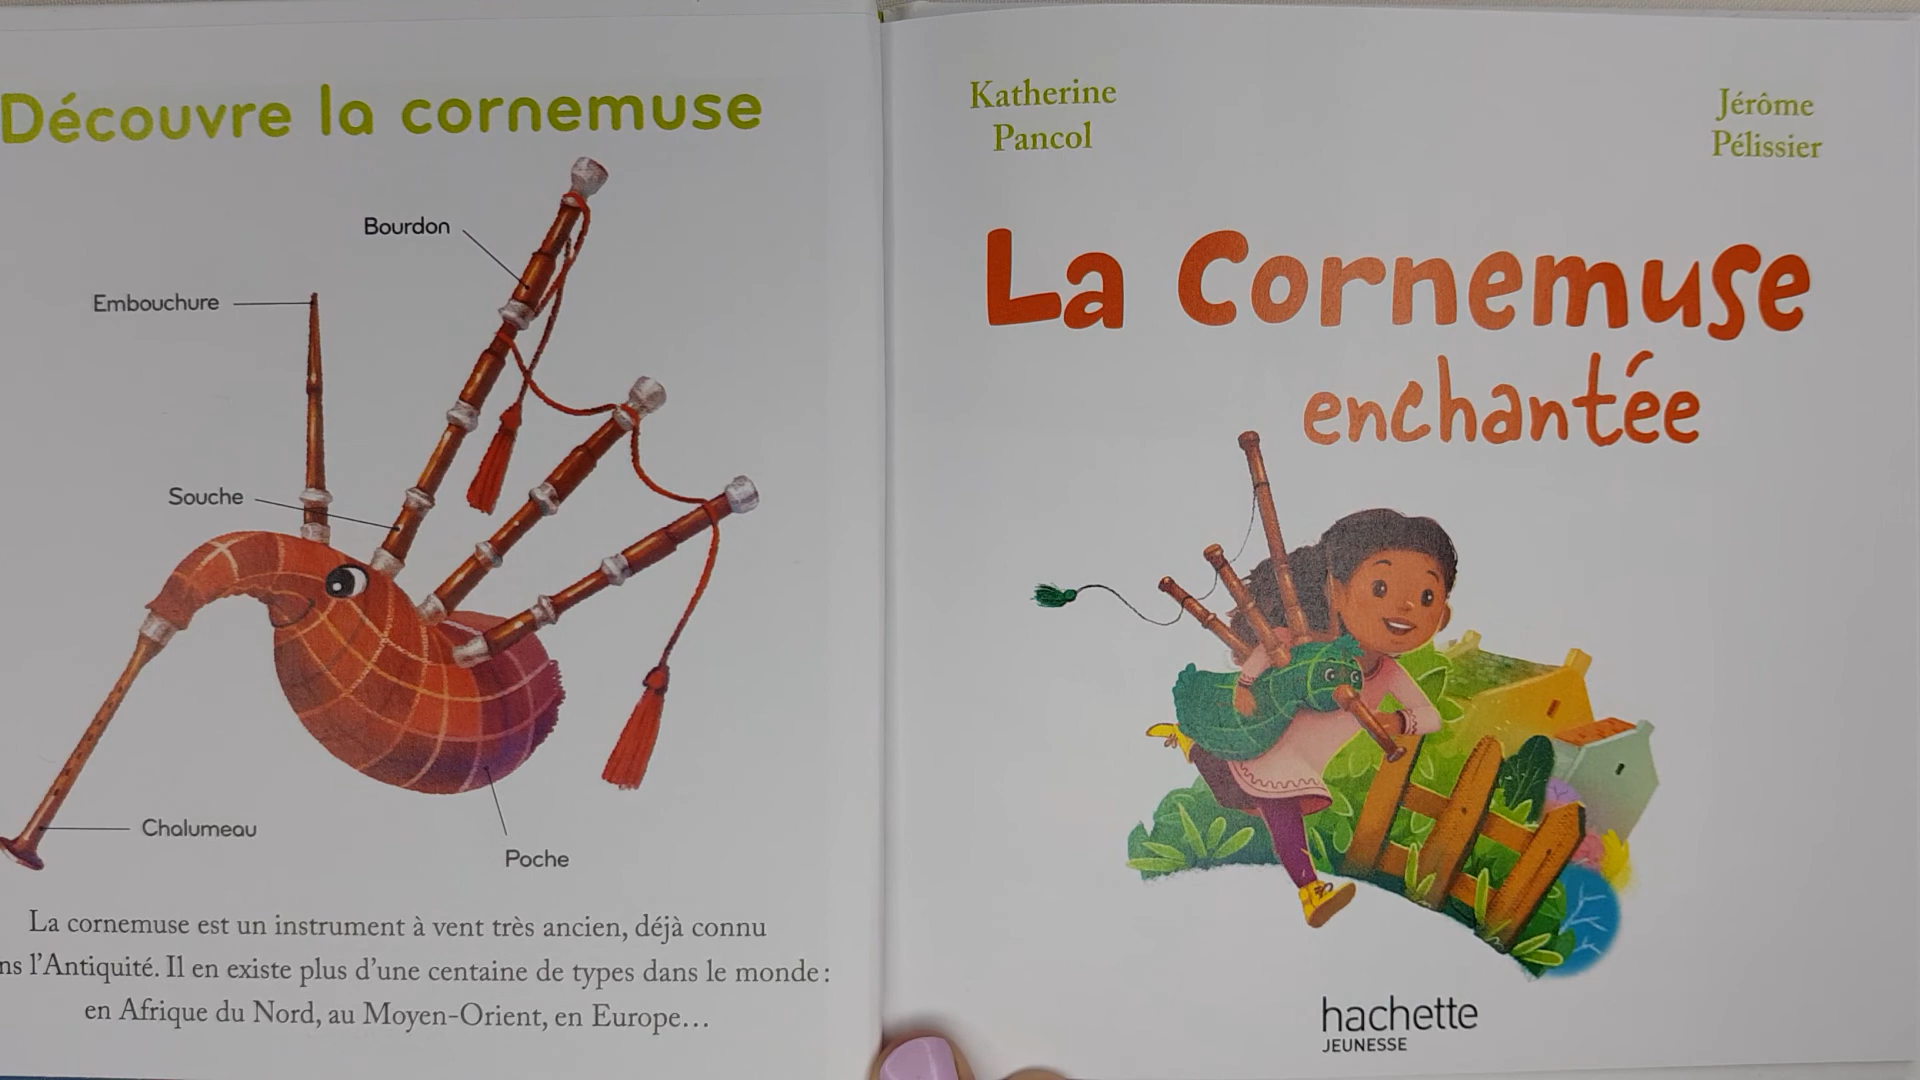 Découvre la cornemuse
Bourdon
Embouchure
Souche
Chalumeau
Poche
La cornemuse est un instrument à vent très ancien, déjà connu
l'Antiquité. Il en existe plus d'une centaine de types dans le monde :
en Afrique du Nord, au Moyen-Orient, en Europe...
Katherine
Pancol
Jérôme
Pélissier
La Cornemuse
enchantée
hachette
JEUNESSE